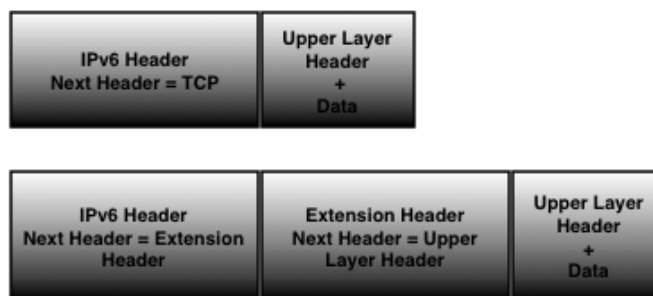 IPv6 Header
Next Header = TCP
Upper Layer
Header
+
Data
IPv6 Header
Next Header = Extension
Header
Extension Header
Next Header = Upper
Layer Header
Upper Layer
Header
+
Data